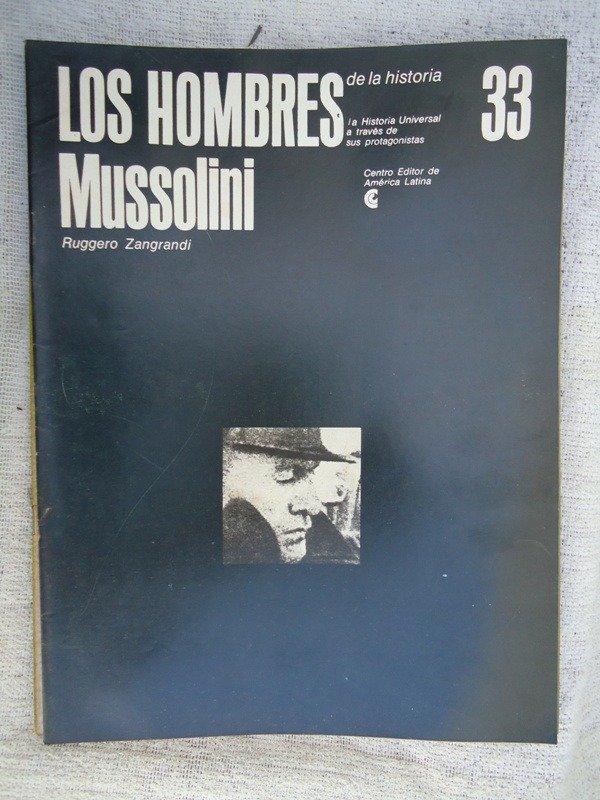 LOS HOMBRES de la historia 33
la Historia Universal
a través de
sus protagonistas
Mussolini
Centro Editor de
América Latina
Ruggero Zangrandi